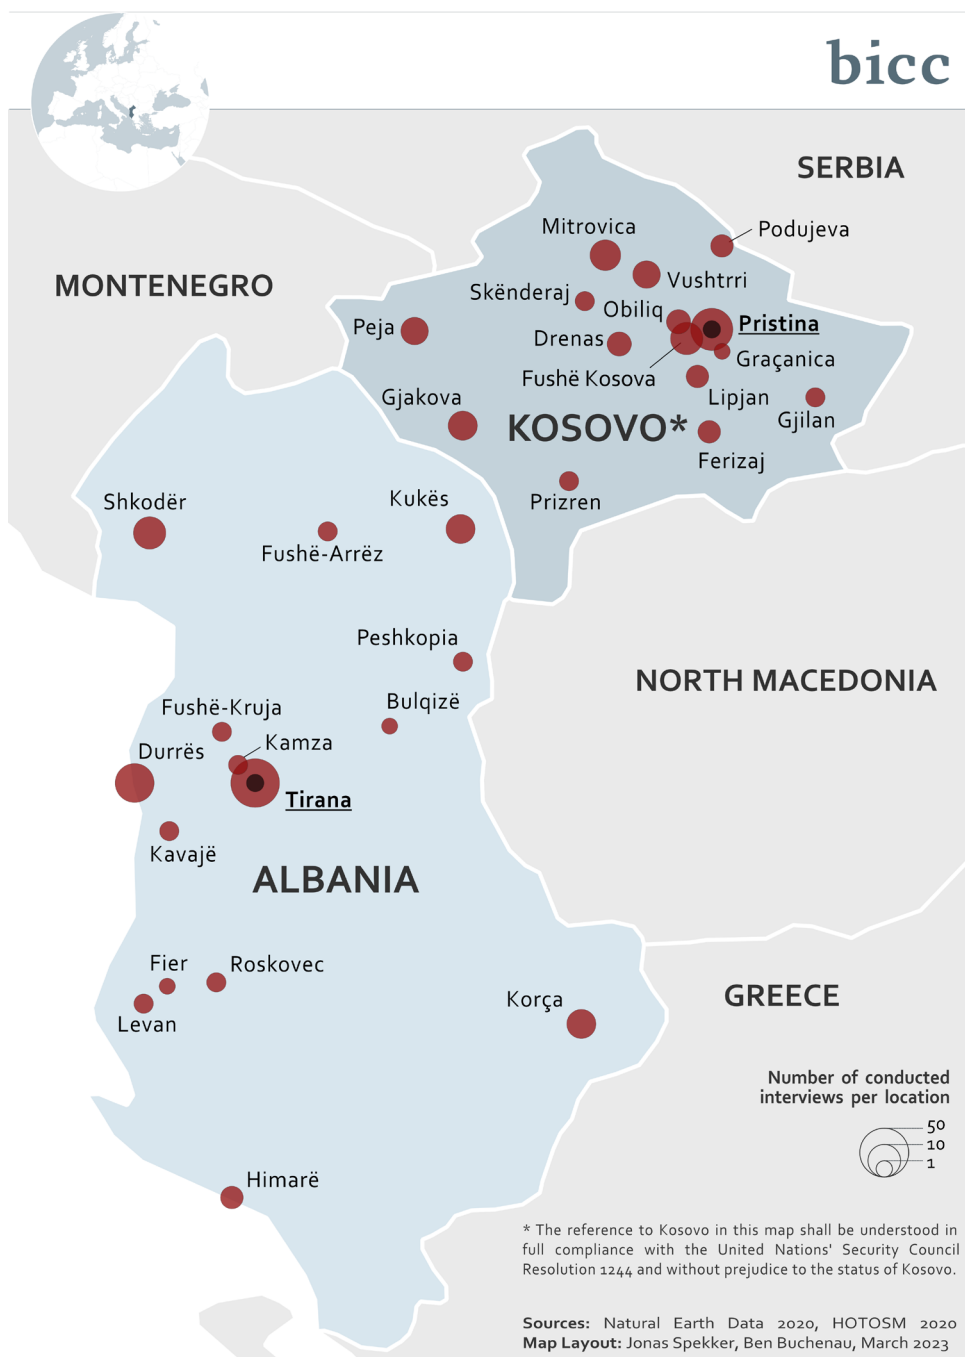 bicc
SERBIA
MONTENEGRO
Mitrovica
Podujeva
Vushtrri
Skënderaj
Obiliq
Peja
Drenas
Pristina
Graçanica
Fushë Kosova
Gjakova
Lipjan
Gjilan
KOSOVO*
Ferizaj
Prizren
Shkodër
Kukës
Fushë-Arrëz
Peshkopia
NORTH MACEDONIA
Bulqizë
Fushë-Kruja
Kamza
Durrës
Tirana
Kavajë
ALBANIA
Fier
Roskovec
Levan
Korça
GREECE
Himarë
Number of conducted
interviews per location
50
10
1
* The reference to Kosovo in this map shall be understood in
full compliance with the United Nations' Security Council
Resolution 1244 and without prejudice to the status of Kosovo.
Sources: Natural Earth Data 2020, HOTOSM 2020
Map Layout: Jonas Spekker, Ben Buchenau, March 2023